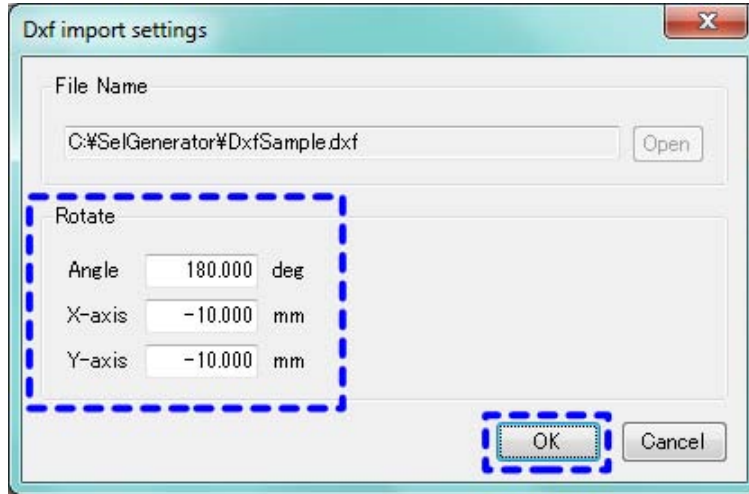 Dxf import settings
File Name
C:¥SelGenerator¥DxfSample.dxf Open
Rotate
Angle 180.000 deg
X-axis -10.000 mm
Y-axis -10.000 mm
OK Cancel